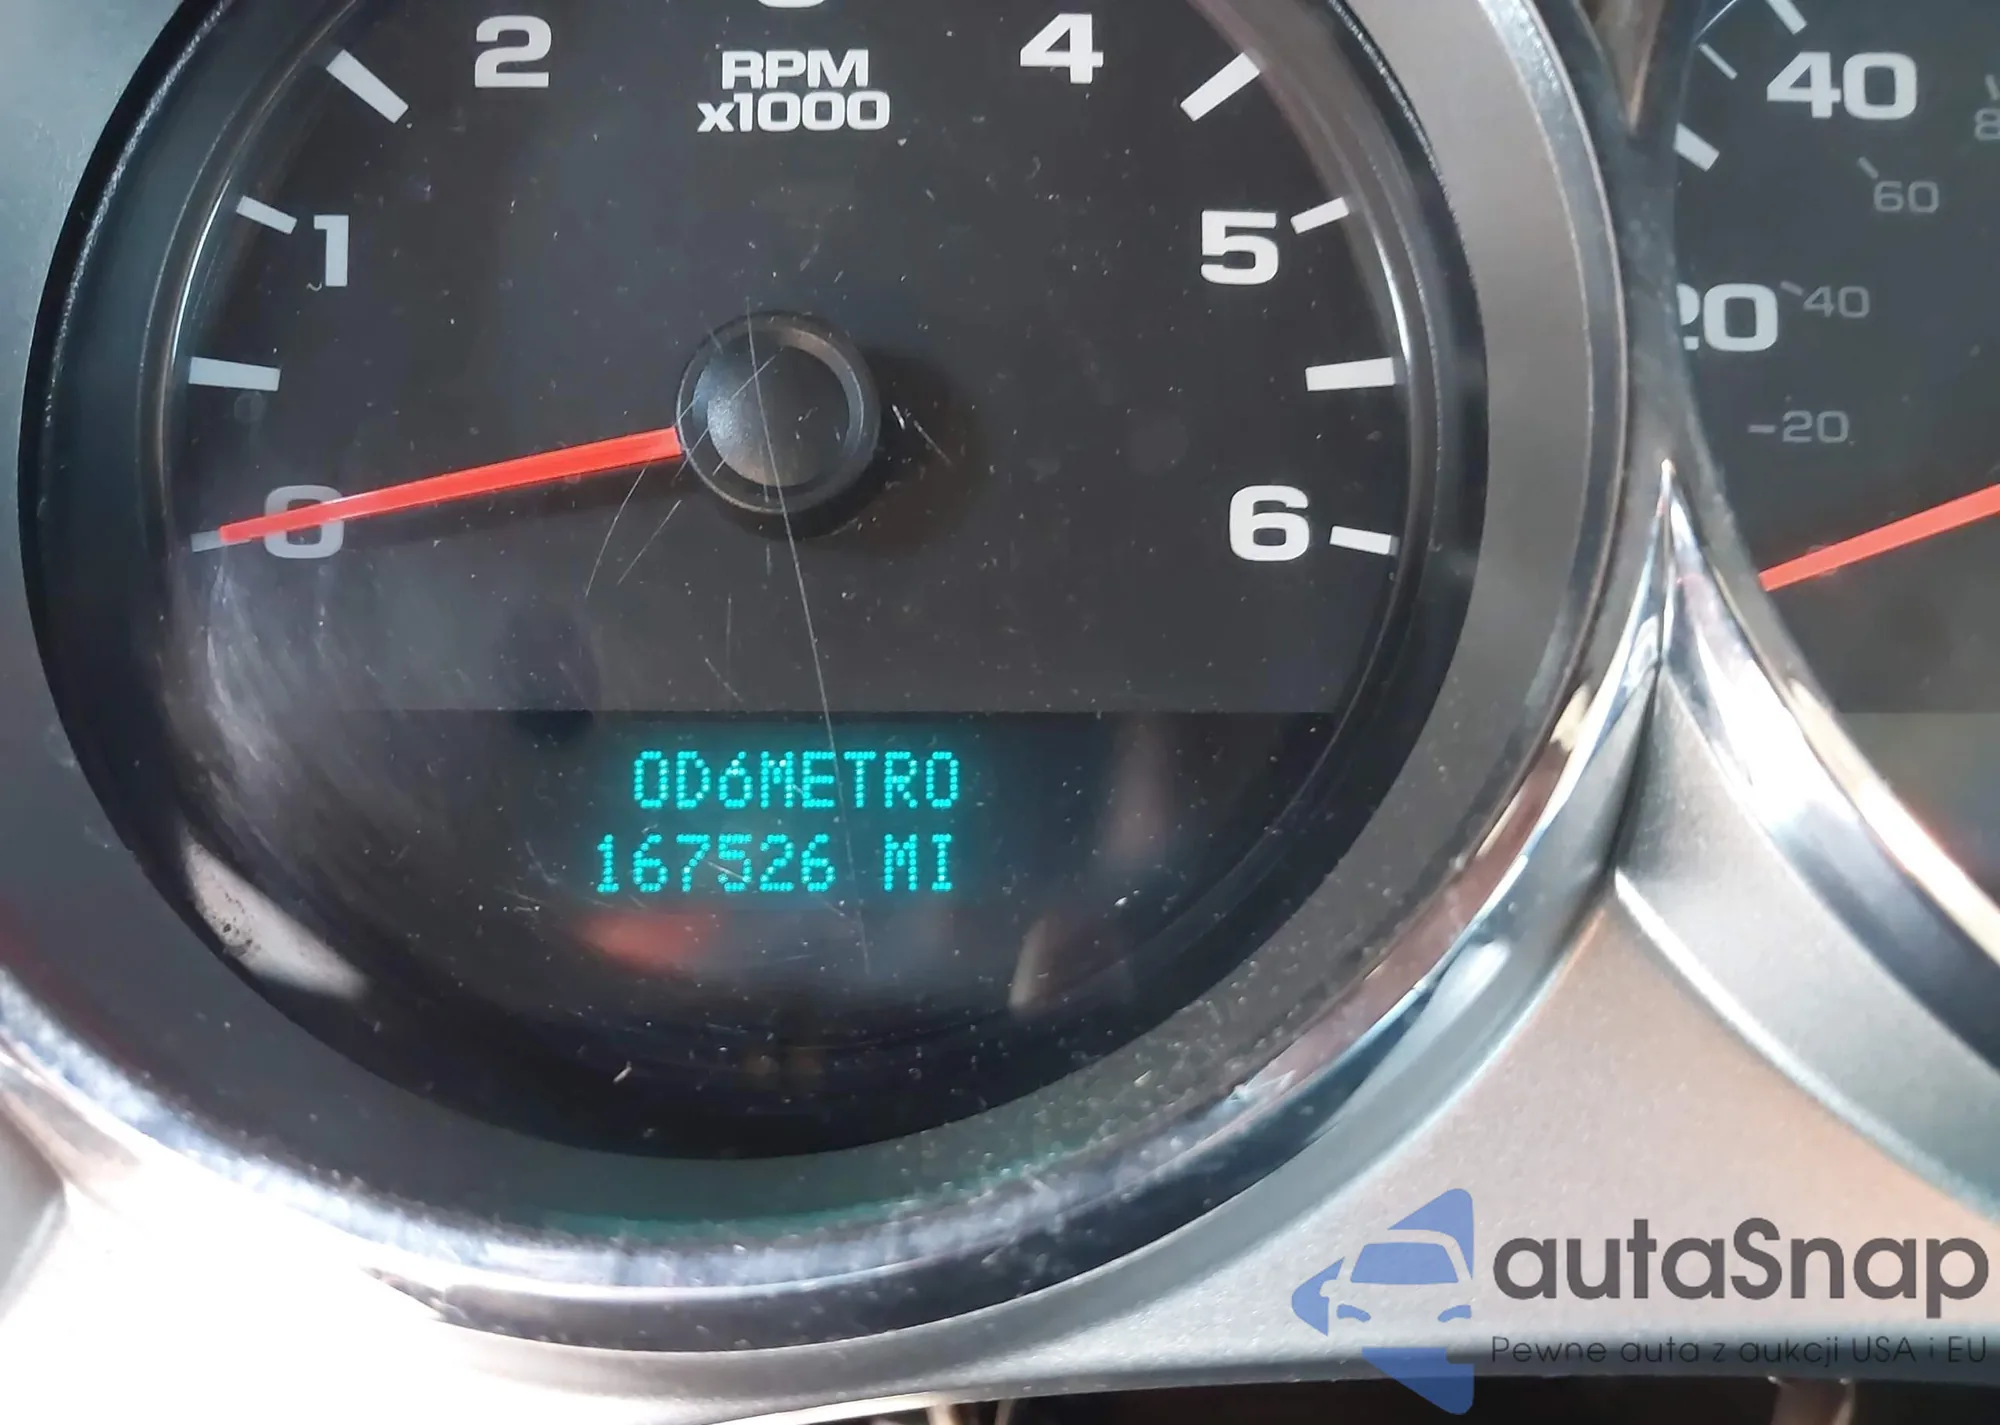 2
4
RPM
x1000
1
5
0
6
40
60
20
40
-20
ODÓMETRO
167526 MI
autaSnap
Pewne auta z aukcji USA i EU